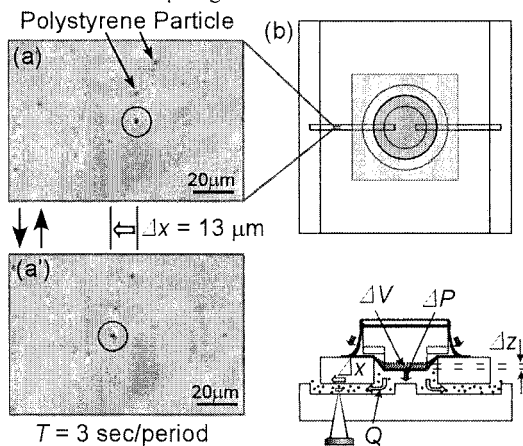 Polystyrene Particle
(a)
20μm
Δx = 13 μm
(a')
20μm
T = 3 sec/period
(b)
ΔV
ΔP
Δz
Δx
Q